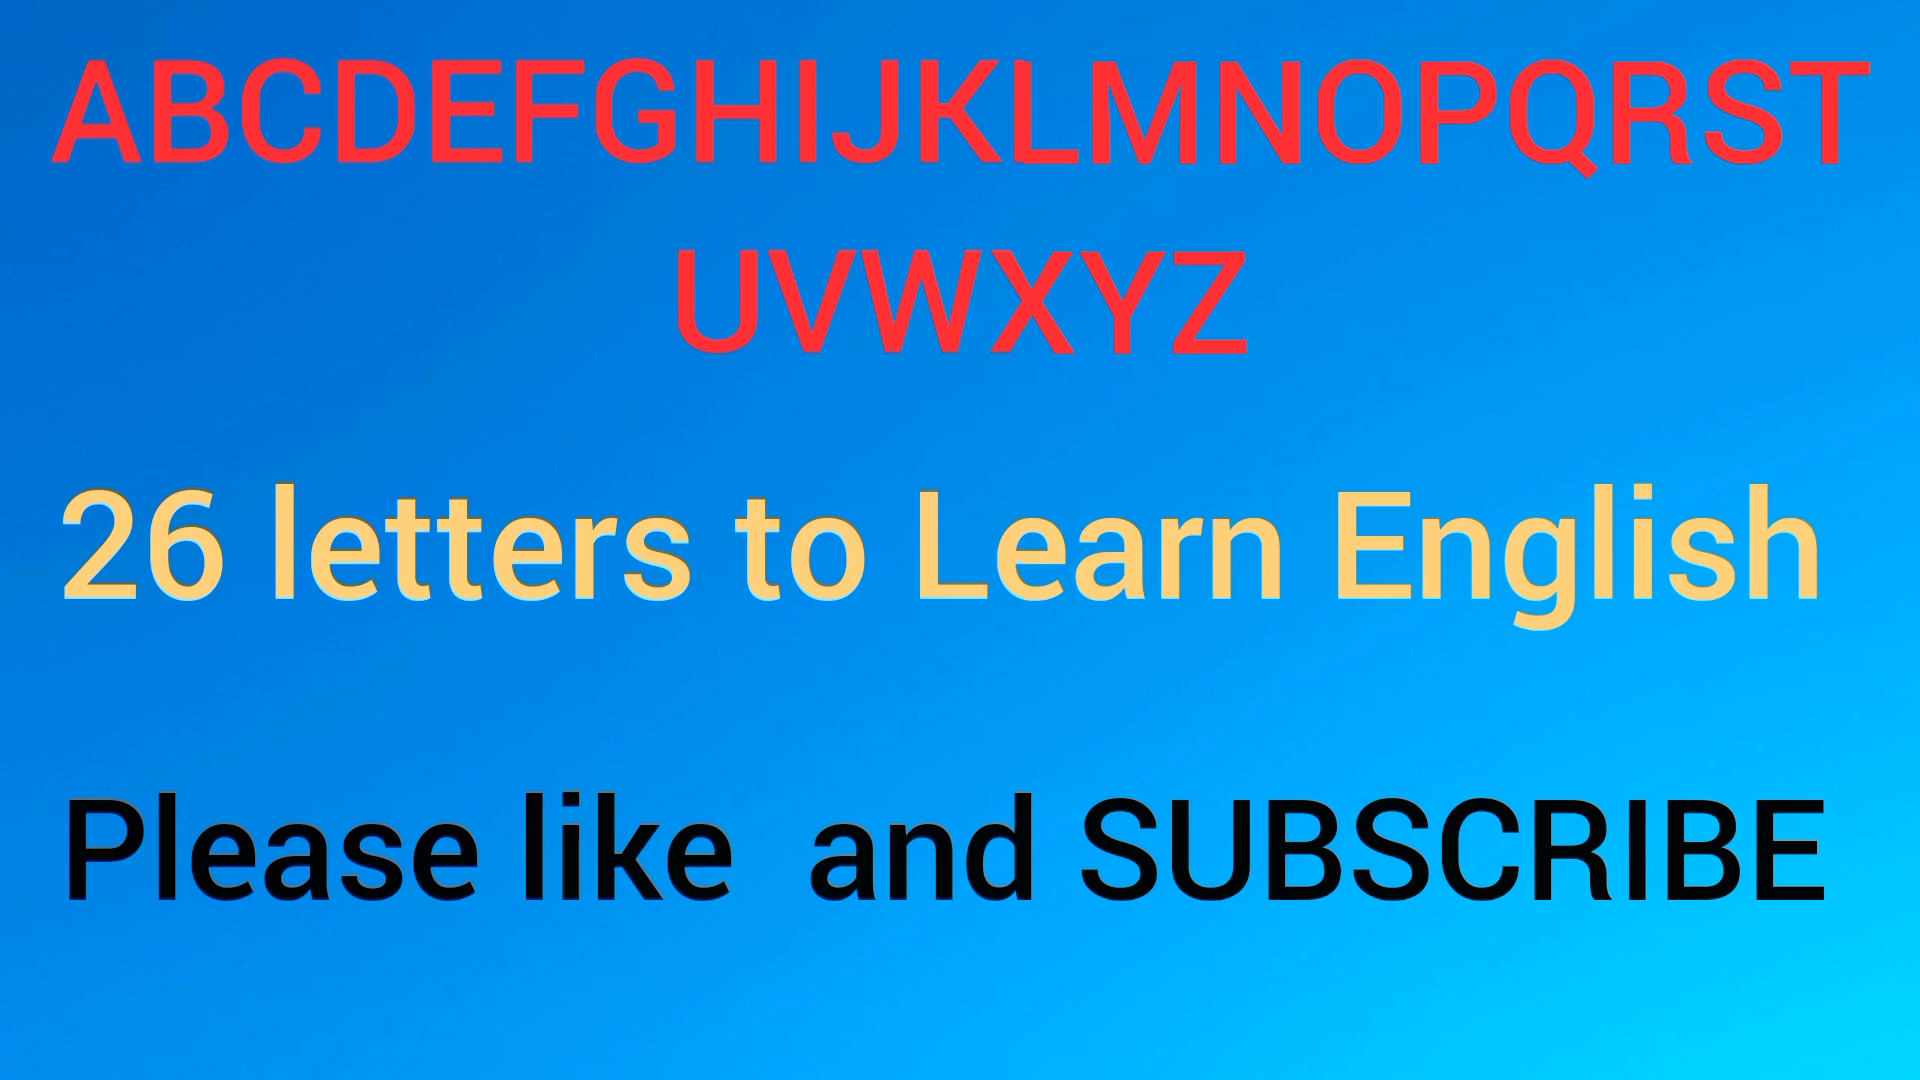 ABCDEFGHIJKLMNOPQRST
UVWXYZ
26 letters to Learn English
Please like  and SUBSCRIBE